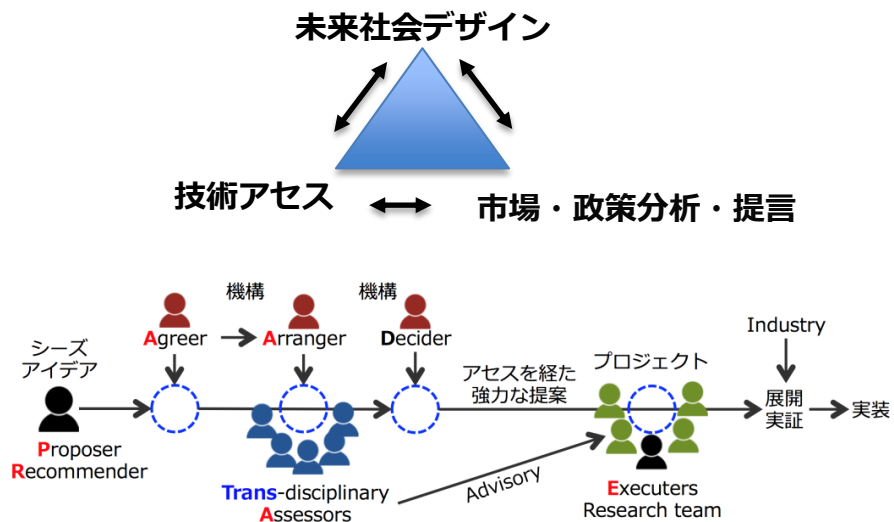 未来社会デザイン
技術アセス
市場・政策分析・提言
機構
機構
Agreer
Arranger
Decider
シーズ
アイデア
Proposer
Recommender
Trans-disciplinary
Assessors
アセスを経た
強力な提案
Advisory
プロジェクト
Executers
Research team
Industry
展開
実証
実装